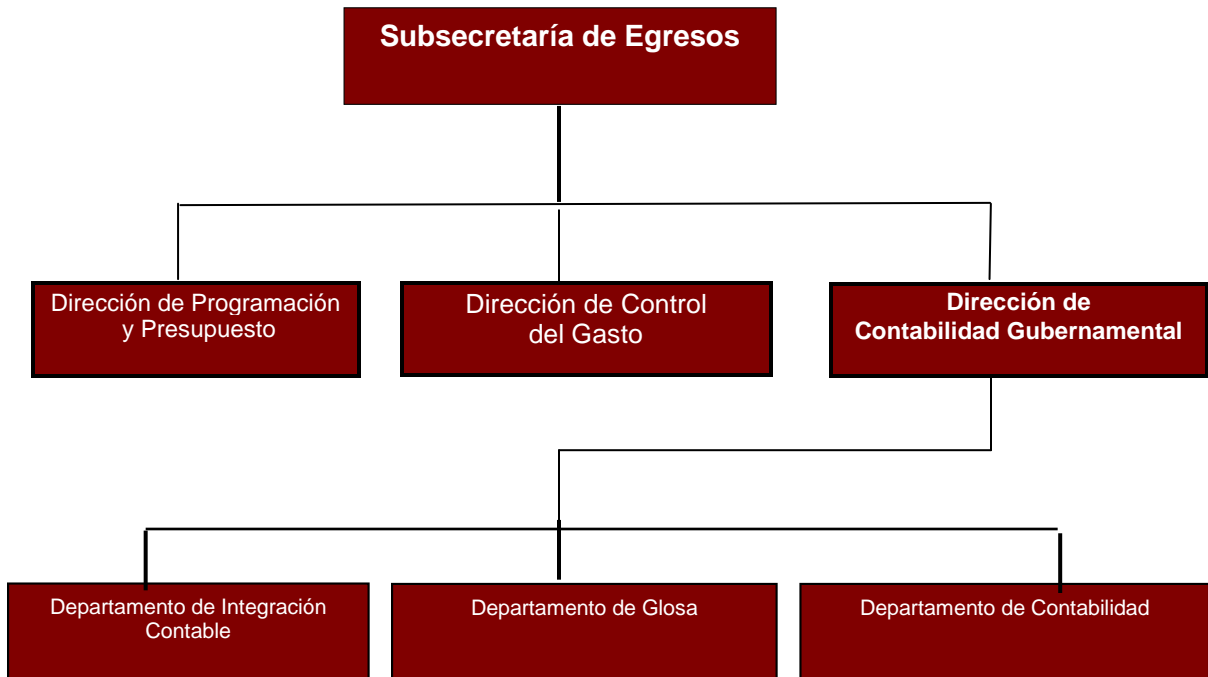 Subsecretaría de Egresos
Dirección de Programación
y Presupuesto
Dirección de Control
del Gasto
Dirección de
Contabilidad Gubernamental
Departamento de Integración
Contable
Departamento de Glosa
Departamento de Contabilidad